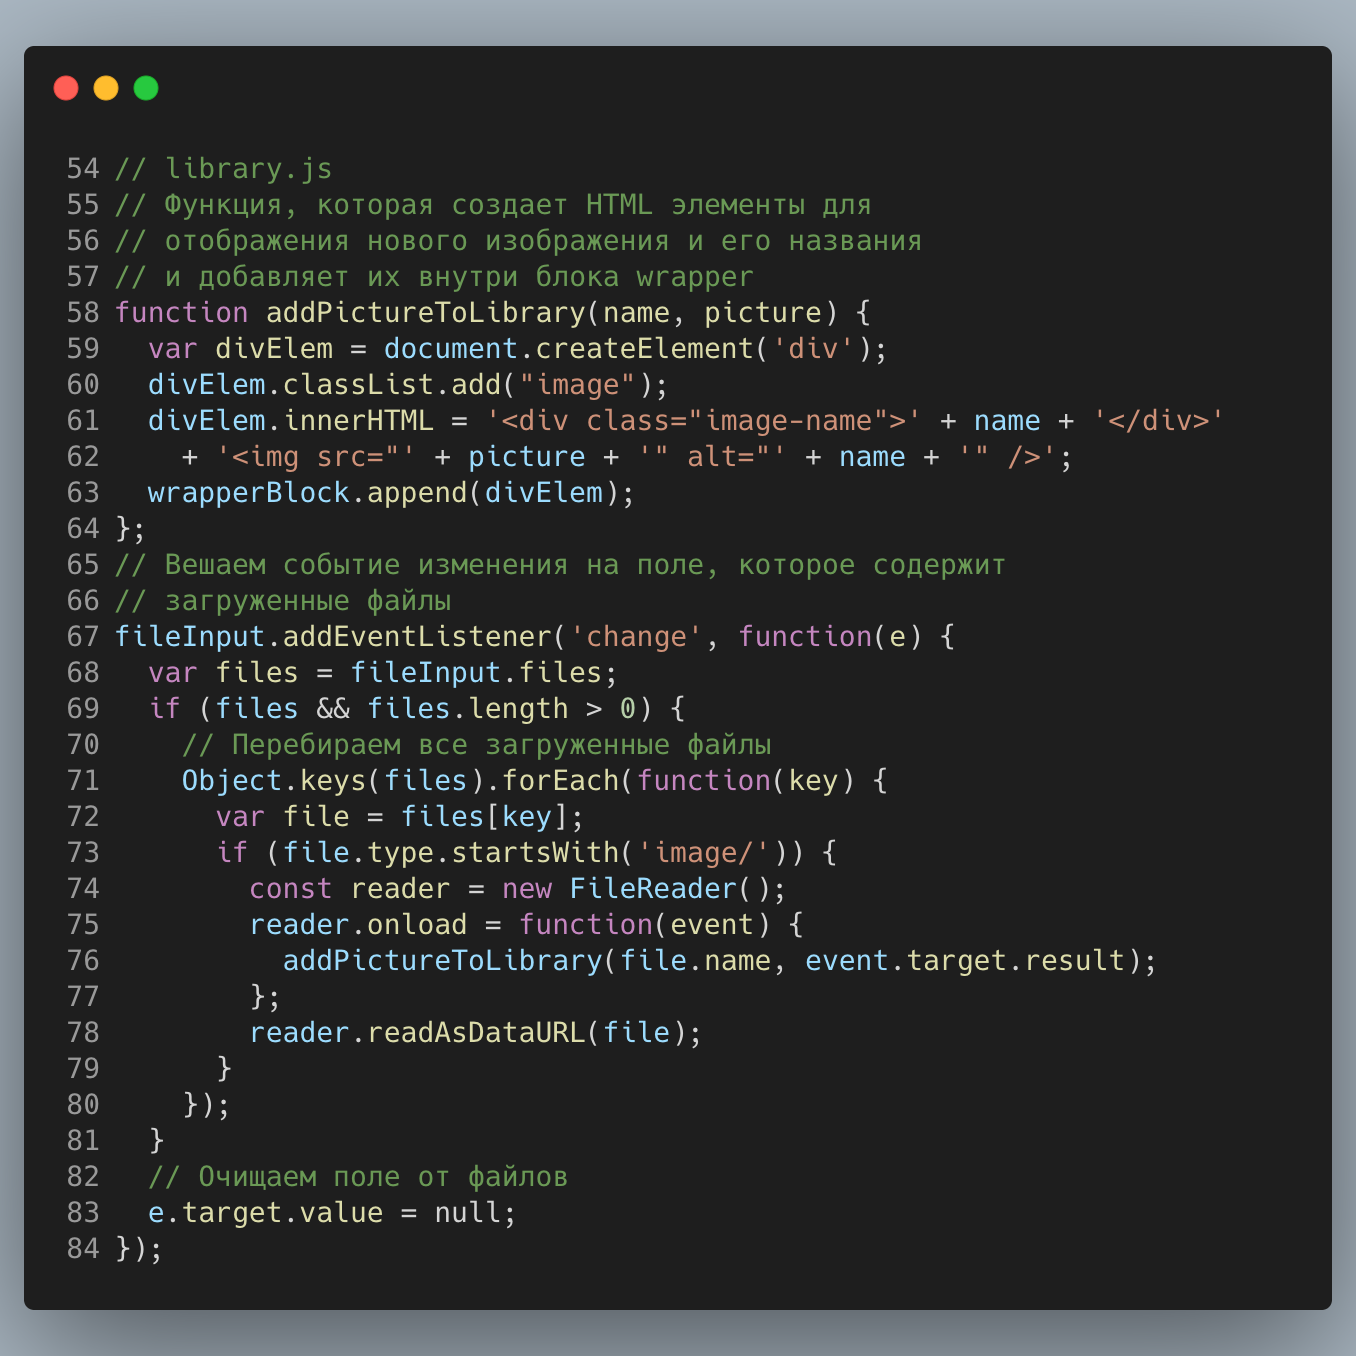 54 // library.js
55 // Функция, которая создает HTML элементы для
56 // отображения нового изображения и его названия
57 // и добавляет их внутри блока wrapper
58 function addPictureToLibrary(name, picture) {
59   var divElem = document.createElement('div');
60   divElem.classList.add("image");
61   divElem.innerHTML = '<div class="image-name">' + name + '</div>'
62     + '<img src="' + picture + '" alt="' + name + '" />';
63   wrapperBlock.append(divElem);
64 };
65 // Вешаем событие изменения на поле, которое содержит
66 // загруженные файлы
67 fileInput.addEventListener('change', function(e) {
68   var files = fileInput.files;
69   if (files && files.length > 0) {
70     // Перебираем все загруженные файлы
71     Object.keys(files).forEach(function(key) {
72       var file = files[key];
73       if (file.type.startsWith('image/')) {
74         const reader = new FileReader();
75         reader.onload = function(event) {
76           addPictureToLibrary(file.name, event.target.result);
77         };
78         reader.readAsDataURL(file);
79       }
80     });
81   }
82   // Очищаем поле от файлов
83   e.target.value = null;
84 });